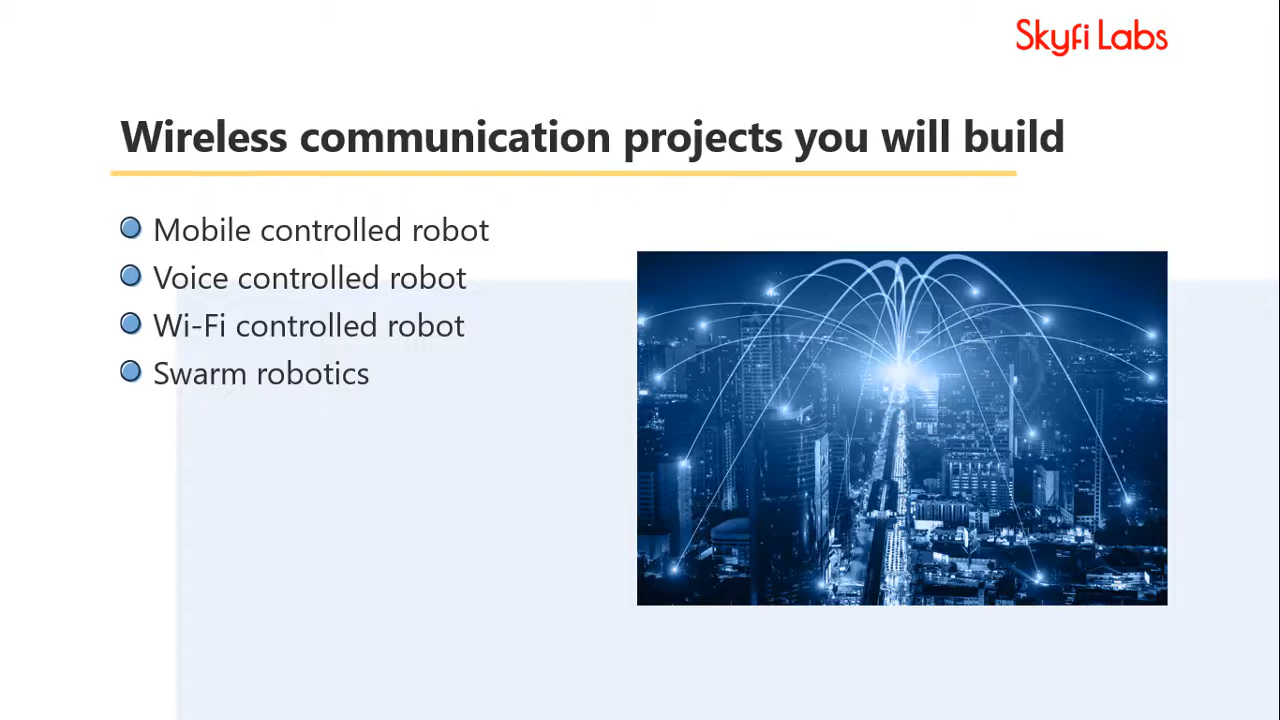 Skyfi Labs
Wireless communication projects you will build
Mobile controlled robot
Voice controlled robot
Wi-Fi controlled robot
Swarm robotics